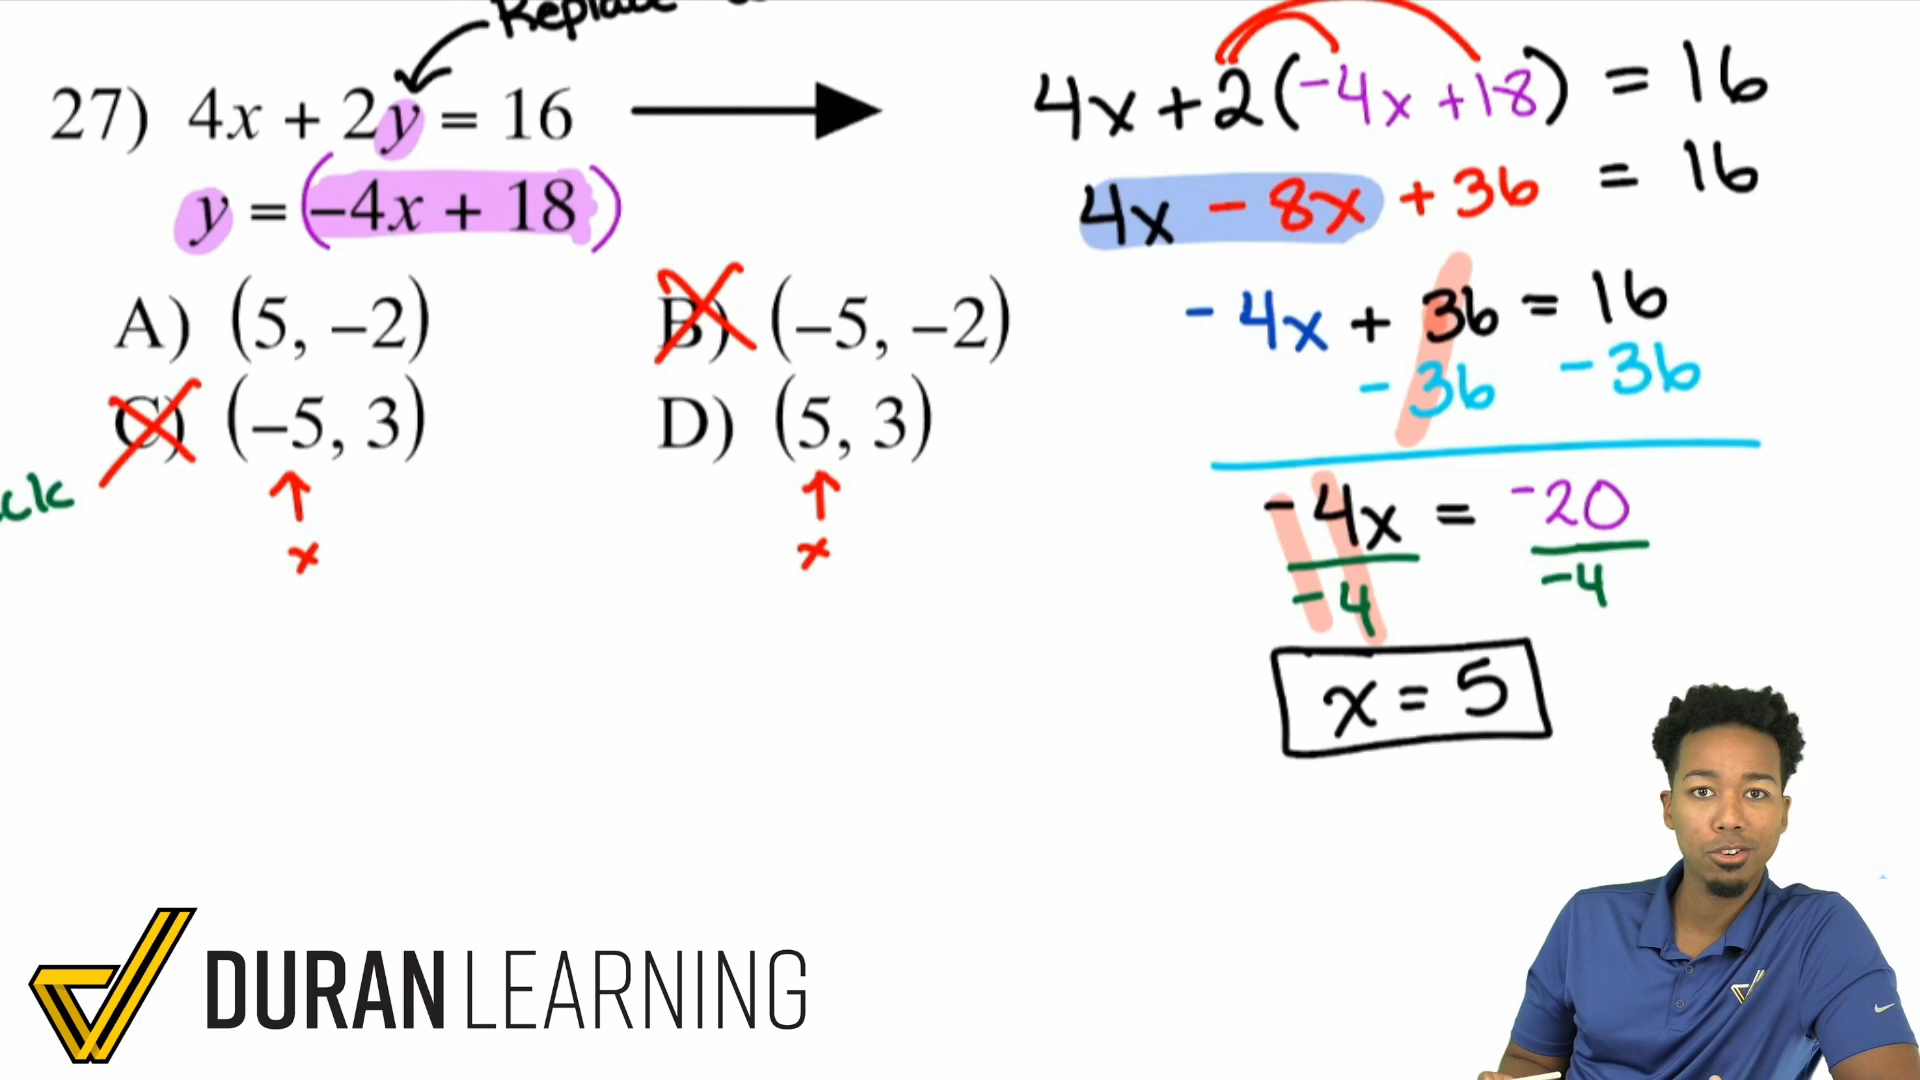 Replace
27) 4x + 2y = 16
y = (−4x + 18)
A) (5, −2)
B) (−5, −2)
C) (−5, 3)
D) (5, 3)
x
x
4x + 2(-4x + 18) = 16
4x - 8x + 36 = 16
- 4x + 36 = 16
- 36 - 36
- 4x = -20
- 4 -4
x = 5
DURAN LEARNING